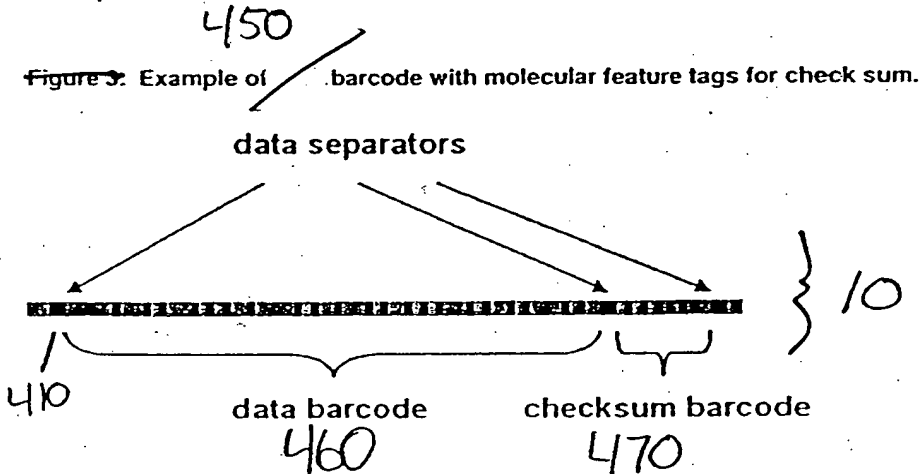 450
Figure 3: Example of barcode with molecular feature tags for check sum.
data separators
10
410
data barcode checksum barcode
460 470